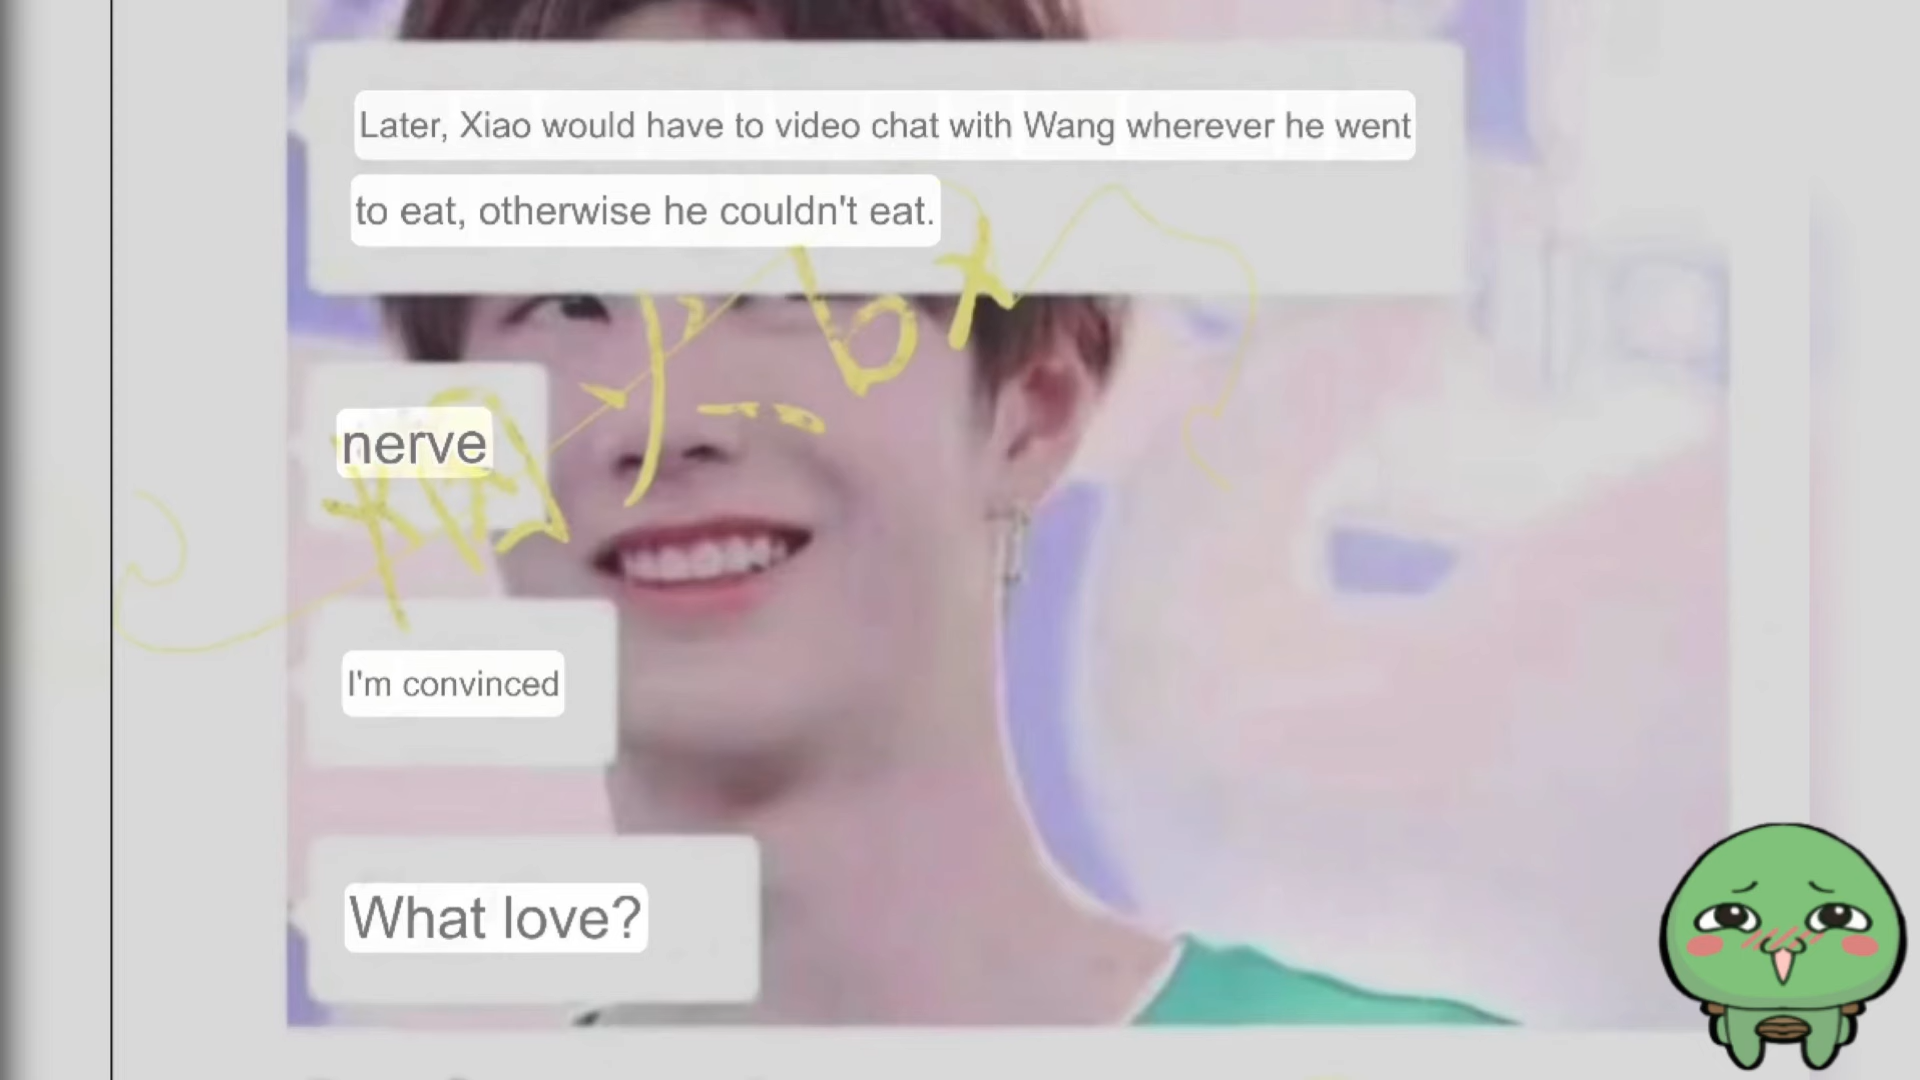 Later, Xiao would have to video chat with Wang wherever he went
to eat, otherwise he couldn't eat.
nerve
I'm convinced
What love?